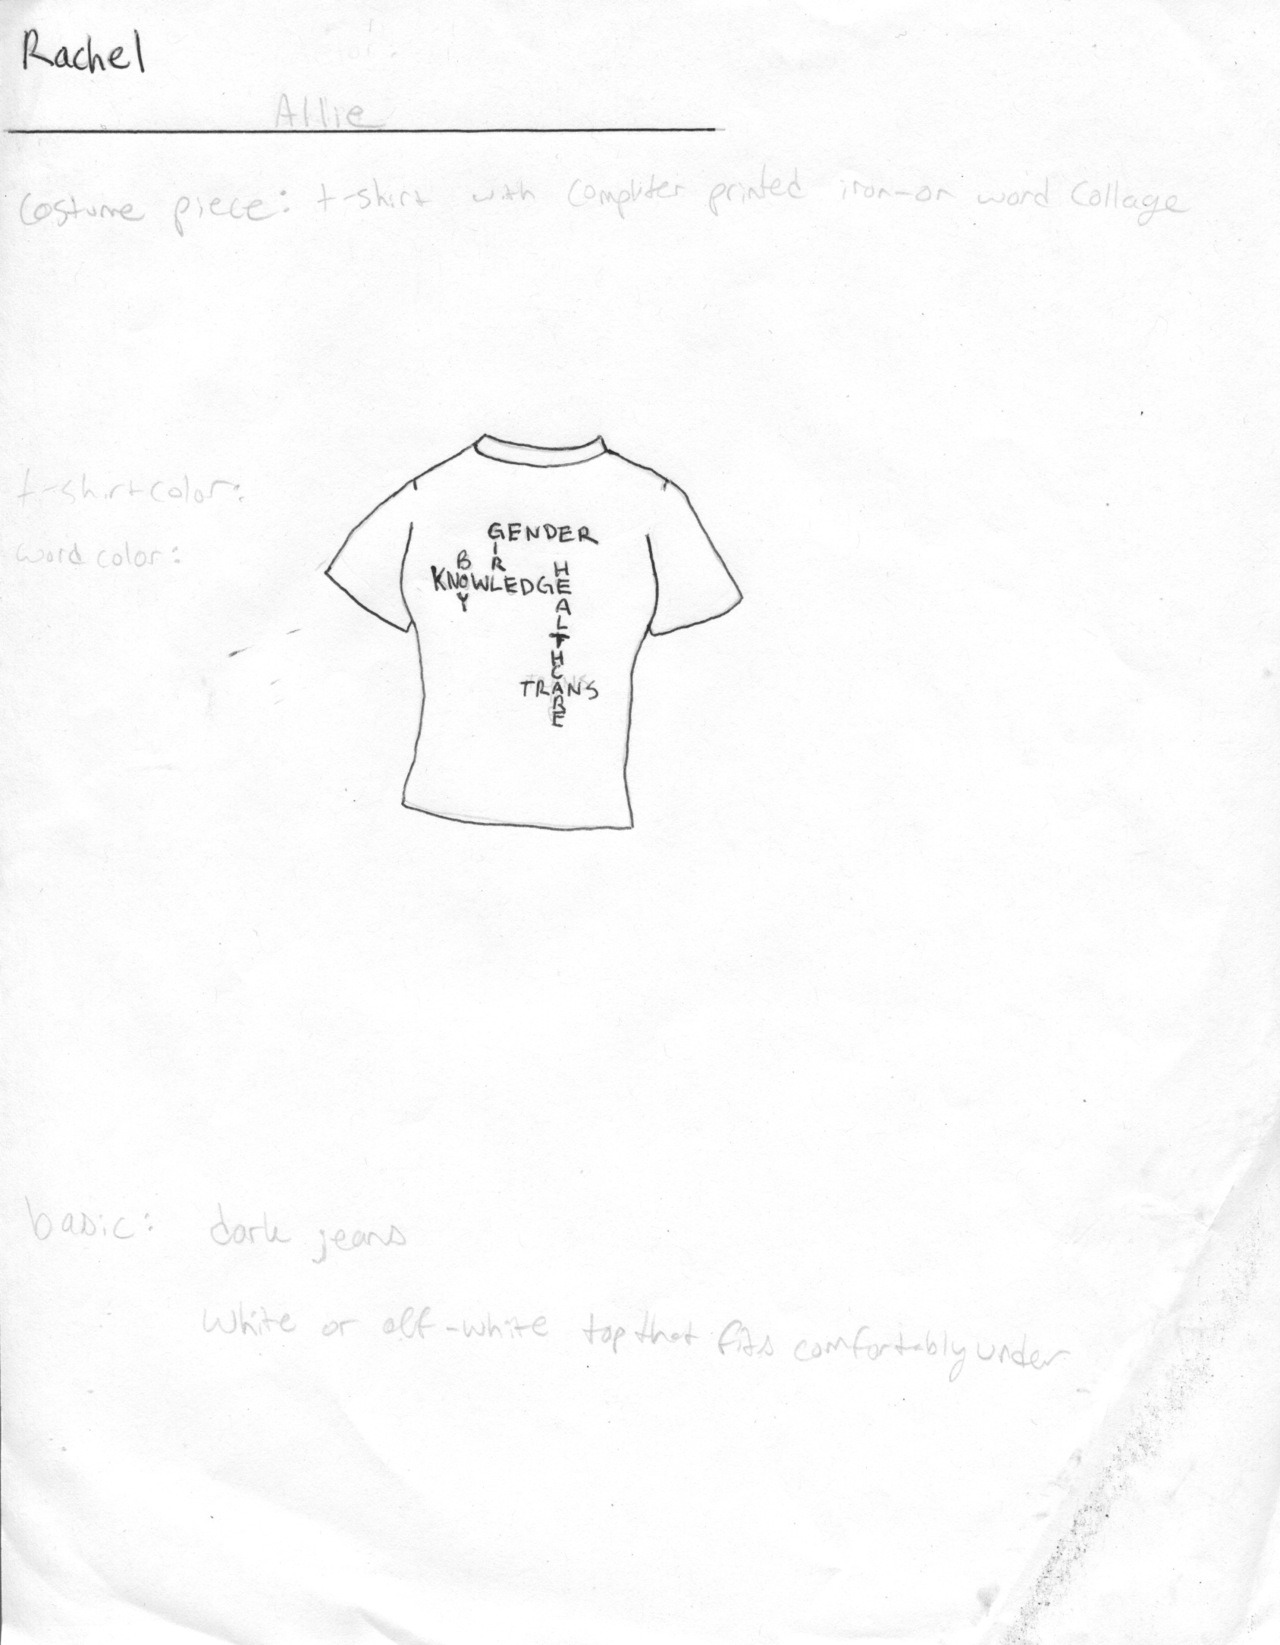 Rachel
Allie
Costume piece: t-shirt with computer printed iron-on word collage
t-shirt color:
word color:
GENDER
GIRL
BOY
KNOWLEDGE
HEALTHCARE
TRANS
basic: dark jeans
white or off-white top that fits comfortably under